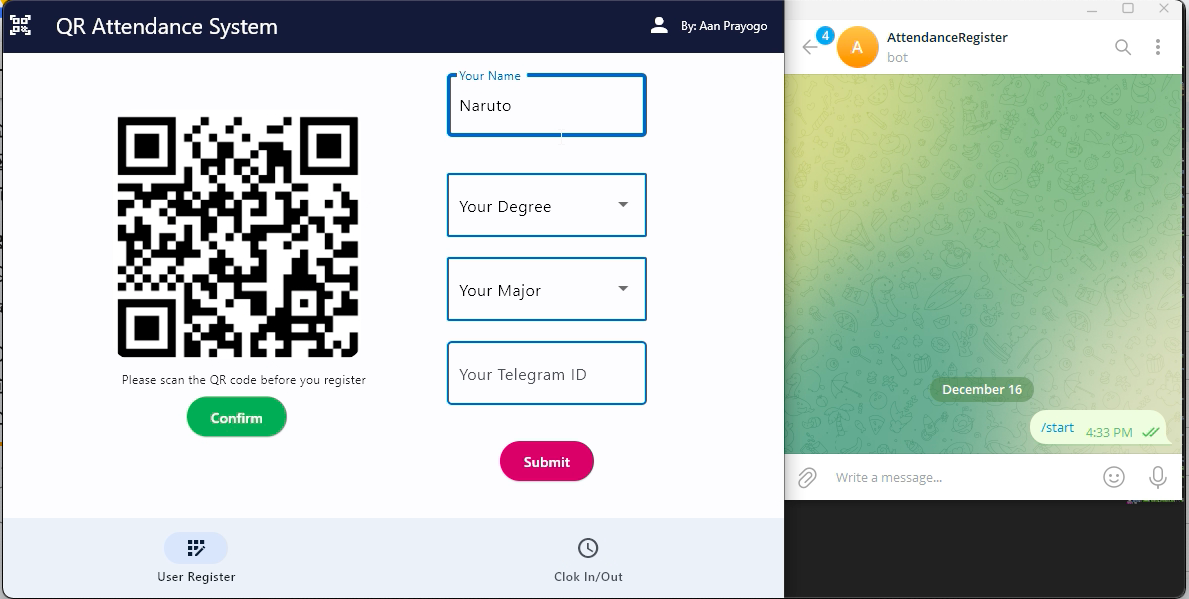 QR Attendance System
By: Aan Prayogo
Your Name
Naruto
Your Degree
Your Major
Your Telegram ID
Please scan the QR code before you register
Confirm
Submit
User Register
Clok In/Out
4
A
AttendanceRegister
bot
December 16
/start
4:33 PM
Write a message...